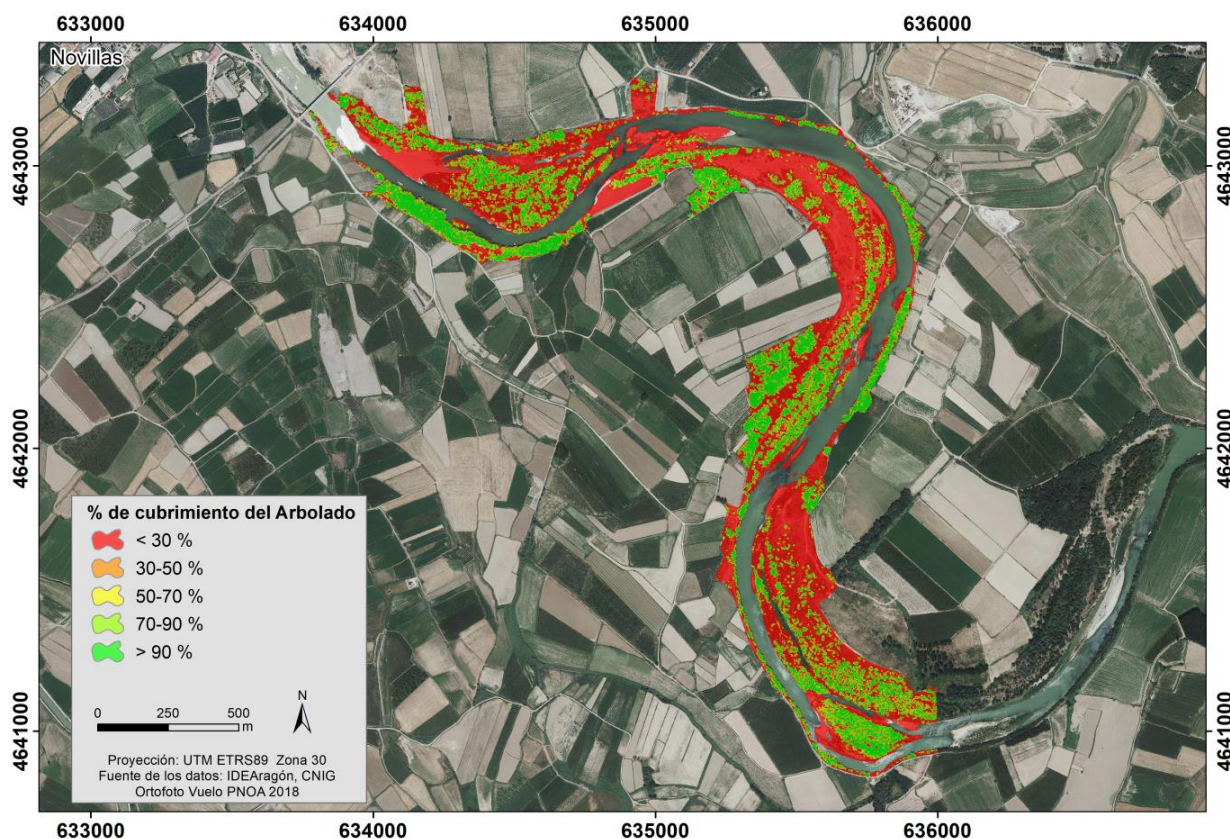 633000 634000 635000 636000
Novillas
4643000 4643000
4642000 4642000
% de cubrimiento del Arbolado
< 30 %
30-50 %
50-70 %
70-90 %
> 90 %
N
0 250 500
m
Proyección: UTM ETRS89 Zona 30
Fuente de los datos: IDEAragón, CNIG
Ortofoto Vuelo PNOA 2018
4641000 4641000
633000 634000 635000 636000